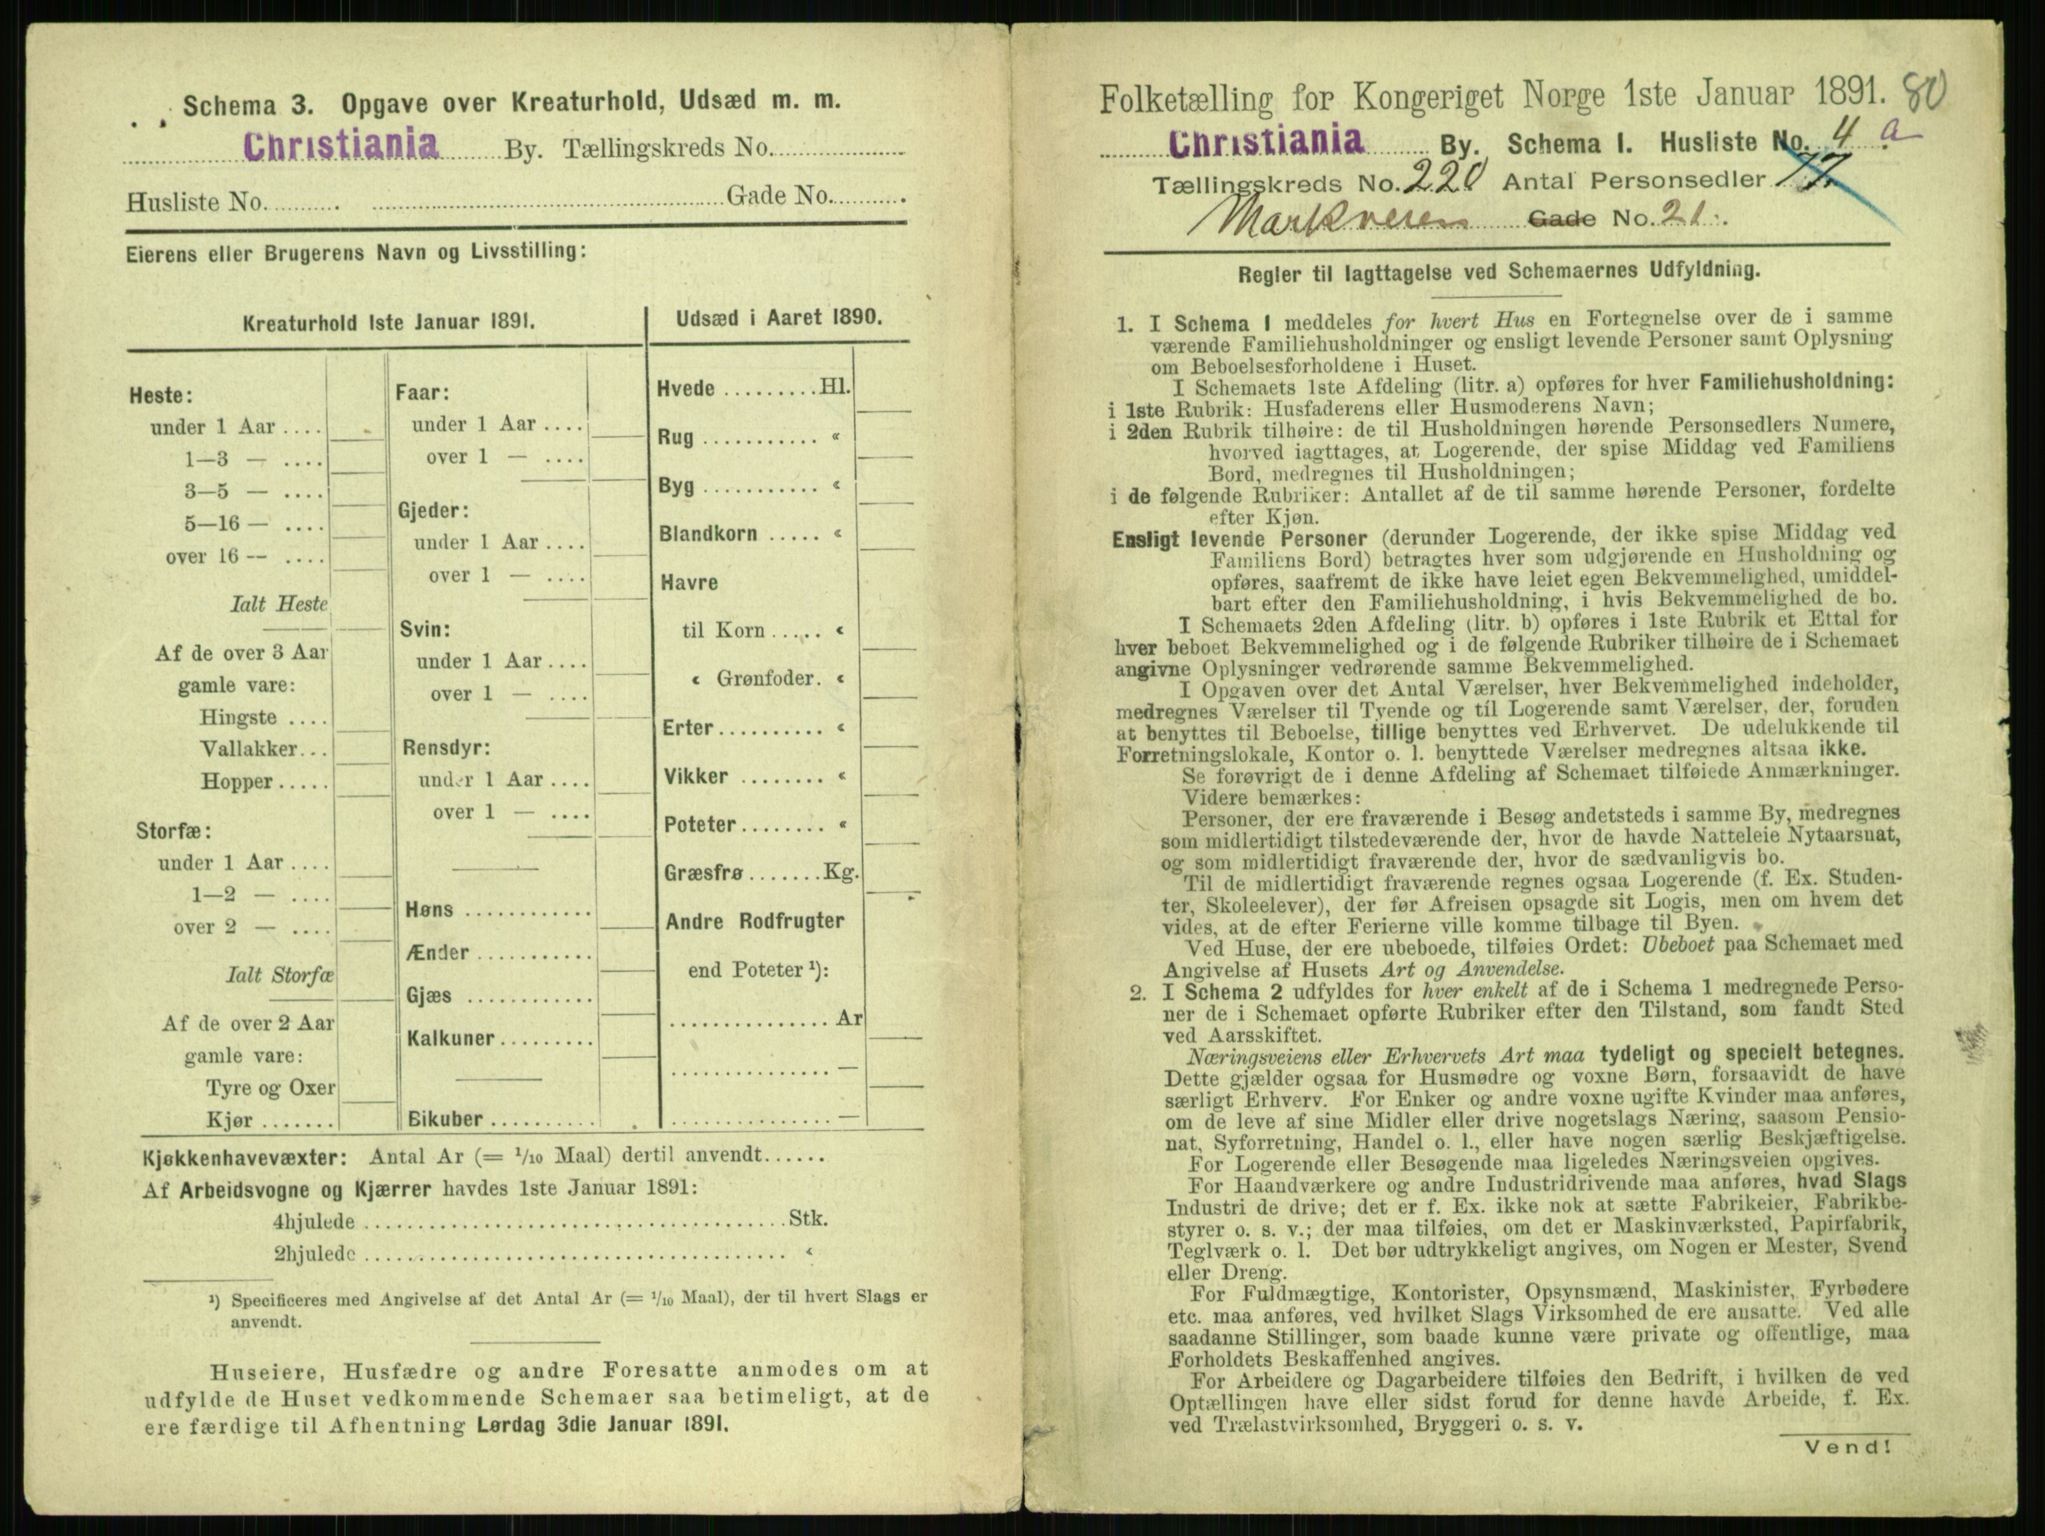 Schema 3. Opgave over Kreaturhold, Udsæd m. m.
Christiania By. Tællingskreds No.
Husliste No. Gade No.
Eierens eller Brugerens Navn og Livsstilling:
Kreaturhold 1ste Januar 1891.
Heste:
under 1 Aar ....
1—3 — ....
3—5 — ....
5—16 — ....
over 16 — ....
Ialt Heste
Af de over 3 Aar
gamle vare:
Hingste ....
Vallakker...
Hopper.....
Storfæ:
under 1 Aar ....
1—2 — ....
over 2 — ....
Ialt Storfæ
Af de over 2 Aar
gamle vare:
Tyre og Oxer
Kjør .......
Faar:
under 1 Aar ....
over 1 — ....
Gjeder:
under 1 Aar ....
over 1 — ....
Svin:
under 1 Aar ....
over 1 — ....
Rensdyr:
under 1 Aar ....
over 1 — ....
Høns ............
Ænder ...........
Gjæs ............
Kalkuner .........
Bikuber ..........
Udsæd i Aaret 1890.
Hvede .........Hl.
Rug ........... «
Byg ........... «
Blandkorn ..... «
Havre
til Korn ..... «
« Grønfoder. «
Erter.......... «
Vikker ........ «
Poteter........ «
Græsfrø .......Kg.
Andre Rodfrugter
end Poteter ¹):
............... Ar
............... —
............... —
Kjøkkenhavevæxter: Antal Ar (= 1/10 Maal) dertil anvendt......
Af Arbeidsvogne og Kjærrer havdes 1ste Januar 1891:
4hjulede ........................................Stk.
2hjulede ........................................ «
¹) Specificeres med Angivelse af det Antal Ar (= 1/10 Maal), der til hvert Slags er
anvendt.
Huseiere, Husfædre og andre Foresatte anmodes om at
udfylde de Huset vedkommende Schemaer saa betimeligt, at de
ere færdige til Afhentning Lørdag 3die Januar 1891.
Folketælling for Kongeriget Norge 1ste Januar 1891. 80
Christiania By. Schema I. Husliste No. 4 a
Tællingskreds No. 220 Antal Personsedler 77.
Markveien Gade No. 21.
Regler til Iagttagelse ved Schemaernes Udfyldning.
1. I Schema 1 meddeles for hvert Hus en Fortegnelse over de i samme
værende Familiehusholdninger og ensligt levende Personer samt Oplysning
om Beboelsesforholdene i Huset.
I Schemaets 1ste Afdeling (litr. a) opføres for hver Familiehusholdning:
i 1ste Rubrik: Husfaderens eller Husmoderens Navn;
i 2den Rubrik tilhøire: de til Husholdningen hørende Personsedlers Numere,
hvorved iagttages, at Logerende, der spise Middag ved Familiens
Bord, medregnes til Husholdningen;
i de følgende Rubriker: Antallet af de til samme hørende Personer, fordelte
efter Kjøn.
Ensligt levende Personer (derunder Logerende, der ikke spise Middag ved
Familiens Bord) betragtes hver som udgjørende en Husholdning og
opføres, saafremt de ikke have leiet egen Bekvemmelighed, umiddel-
bart efter den Familiehusholdning, i hvis Bekvemmelighed de bo.
I Schemaets 2den Afdeling (litr. b) opføres i 1ste Rubrik et Ettal for
hver beboet Bekvemmelighed og i de følgende Rubriker tilhøire de i Schemaet
angivne Oplysninger vedrørende samme Bekvemmelighed.
I Opgaven over det Antal Værelser, hver Bekvemmelighed indeholder,
medregnes Værelser til Tyende og til Logerende samt Værelser, der, foruden
at benyttes til Beboelse, tillige benyttes ved Erhvervet. De udelukkende til
Forretningslokale, Kontor o. l. benyttede Værelser medregnes altsaa ikke.
Se forøvrigt de i denne Afdeling af Schemaet tilføiede Anmærkninger.
Videre bemærkes:
Personer, der ere fraværende i Besøg andetsteds i samme By, medregnes
som midlertidigt tilstedeværende der, hvor de havde Natteleie Nytaarsnat,
og som midlertidigt fraværende der, hvor de sædvanligvis bo.
Til de midlertidigt fraværende regnes ogsaa Logerende (f. Ex. Studen-
ter, Skoleelever), der før Afreisen opsagde sit Logis, men om hvem det
vides, at de efter Ferierne ville komme tilbage til Byen.
Ved Huse, der ere ubeboede, tilføies Ordet: Ubeboet paa Schemaet med
Angivelse af Husets Art og Anvendelse.
2. I Schema 2 udfyldes for hver enkelt af de i Schema 1 medregnede Perso-
ner de i Schemaet opførte Rubriker efter den Tilstand, som fandt Sted
ved Aarsskiftet.
Næringsveiens eller Erhvervets Art maa tydeligt og specielt betegnes.
Dette gjælder ogsaa for Husmødre og voxne Børn, forsaavidt de have
særligt Erhverv. For Enker og andre voxne ugifte Kvinder maa anføres,
om de leve af sine Midler eller drive nogetslags Næring, saasom Pensio-
nat, Syforretning, Handel o. l., eller have nogen særlig Beskjæftigelse.
For Logerende eller Besøgende maa ligeledes Næringsveien opgives.
For Haandværkere og andre Industridrivende maa anføres, hvad Slags
Industri de drive; det er f. Ex. ikke nok at sætte Fabrikeier, Fabrikbe-
styrer o. s. v.; der maa tilføies, om det er Maskinværksted, Papirfabrik,
Teglværk o. l. Det bør udtrykkeligt angives, om Nogen er Mester, Svend
eller Dreng.
For Fuldmægtige, Kontorister, Opsynsmænd, Maskinister, Fyrbødere
etc. maa anføres, ved hvilket Slags Virksomhed de ere ansatte. Ved alle
saadanne Stillinger, som baade kunne være private og offentlige, maa
Forholdets Beskaffenhed angives.
For Arbeidere og Dagarbeidere tilføies den Bedrift, i hvilken de ved
Optællingen have eller sidst forud for denne havde Arbeide, f. Ex.
ved Trælastvirksomhed, Bryggeri o. s. v.
Vend!